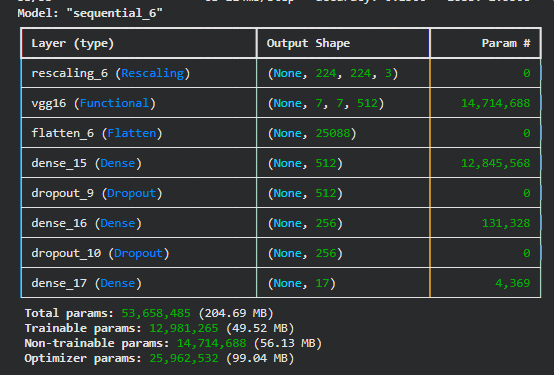 Model: "sequential_6"
Layer (type) Output Shape Param #
rescaling_6 (Rescaling) (None, 224, 224, 3) 0
vgg16 (Functional) (None, 7, 7, 512) 14,714,688
flatten_6 (Flatten) (None, 25088) 0
dense_15 (Dense) (None, 512) 12,845,568
dropout_9 (Dropout) (None, 512) 0
dense_16 (Dense) (None, 256) 131,328
dropout_10 (Dropout) (None, 256) 0
dense_17 (Dense) (None, 17) 4,369
Total params: 53,658,485 (204.69 MB)
Trainable params: 12,981,265 (49.52 MB)
Non-trainable params: 14,714,688 (56.13 MB)
Optimizer params: 25,962,532 (99.04 MB)